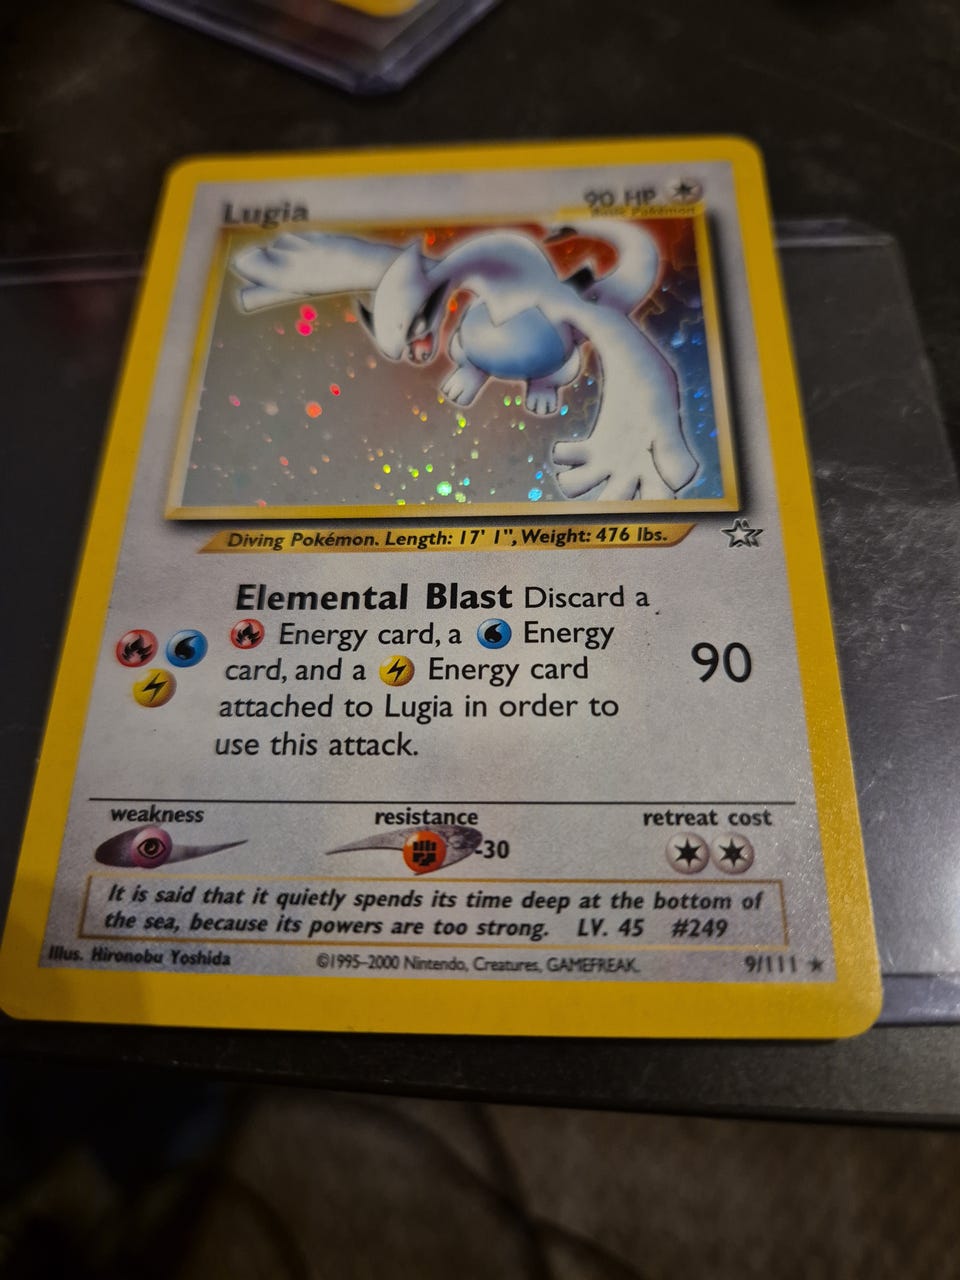 Lugia
90 HP
Basic Pokémon
Diving Pokémon. Length: 17' 1", Weight: 476 lbs.
Elemental Blast Discard a
Energy card, a Energy
card, and a Energy card
attached to Lugia in order to
use this attack.
90
weakness
resistance
-30
retreat cost
It is said that it quietly spends its time deep at the bottom of
the sea, because its powers are too strong. LV. 45 #249
Illus. Hironobu Yoshida
©1995-2000 Nintendo, Creatures, GAMEFREAK.
9/111 ★